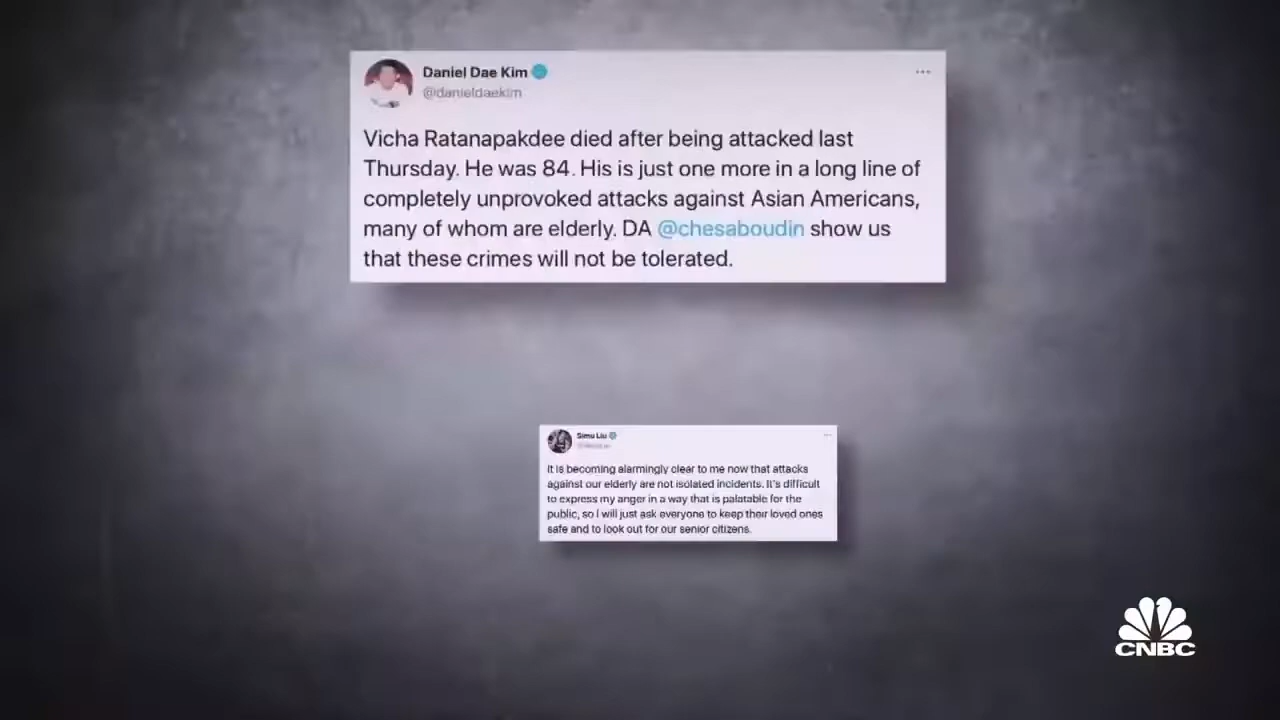 Daniel Dae Kim
@danieldaekim
Vicha Ratanapakdee died after being attacked last
Thursday. He was 84. His is just one more in a long line of
completely unprovoked attacks against Asian Americans,
many of whom are elderly. DA @chesaboudin show us
that these crimes will not be tolerated.
Simu Liu
It is becoming alarmingly clear to me now that attacks
against our elderly are not isolated incidents. It's difficult
to express my anger in a way that is palatable for the
public, so I will just ask everyone to keep their loved ones
safe and to look out for our senior citizens.
CNBC